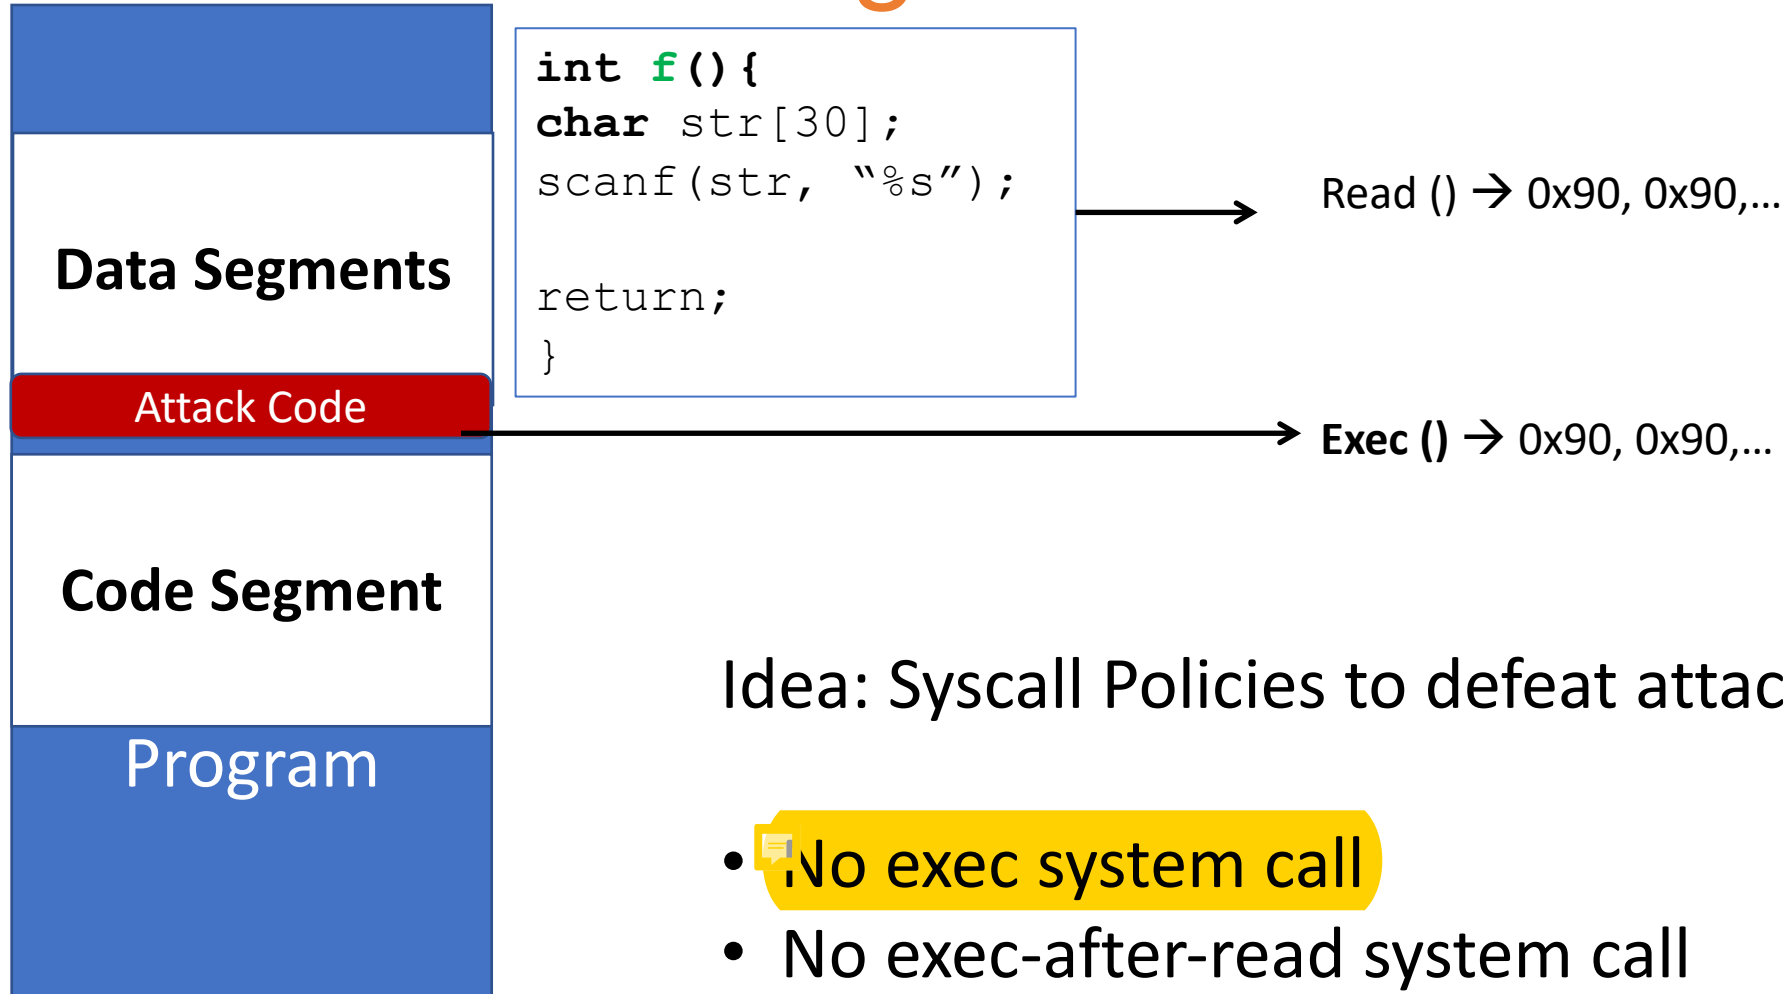 int f(){
char str[30];
scanf(str, “%s”);
return;
}
Read () → 0x90, 0x90,...
Data Segments
Attack Code
Exec () → 0x90, 0x90,...
Code Segment
Idea: Syscall Policies to defeat attac
Program
• No exec system call
• No exec-after-read system call